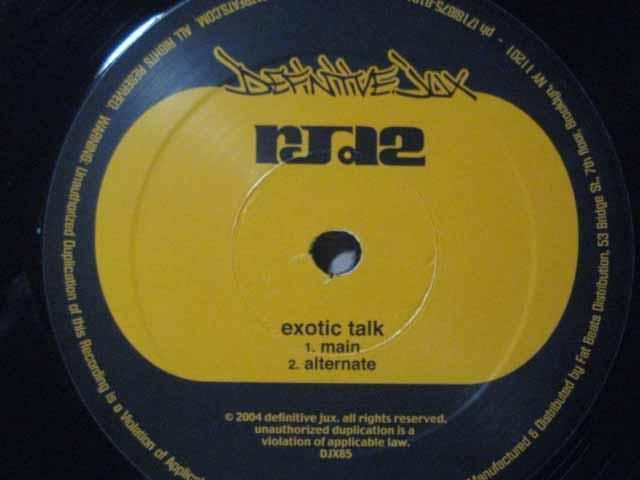 DEFINITIVE JUX
rJd2
exotic talk
1. main
2. alternate
© 2004 definitive jux. all rights reserved.
unauthorized duplication is a
violation of applicable law.
DJX85
ALL RIGHTS RESERVED. WARNING: Unauthorized Duplication of this Recording is a Violation of
Manufactured & Distributed by Fat Beats Distribution, 53 Bridge St., 7th floor, Brooklyn, NY 11201 - ph